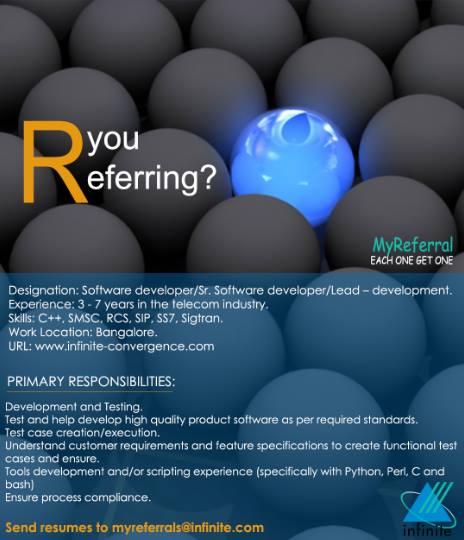 R you
eferring?
MyReferral
EACH ONE GET ONE
Designation: Software developer/Sr. Software developer/Lead – development.
Experience: 3 - 7 years in the telecom industry.
Skills: C++, SMSC, RCS, SIP, SS7, Sigtran.
Work Location: Bangalore.
URL: www.infinite-convergence.com
PRIMARY RESPONSIBILITIES:
Development and Testing.
Test and help develop high quality product software as per required standards.
Test case creation/execution.
Understand customer requirements and feature specifications to create functional test
cases and ensure.
Tools development and/or scripting experience (specifically with Python, Perl, C and
bash)
Ensure process compliance.
Send resumes to myreferrals@infinite.com
infinite